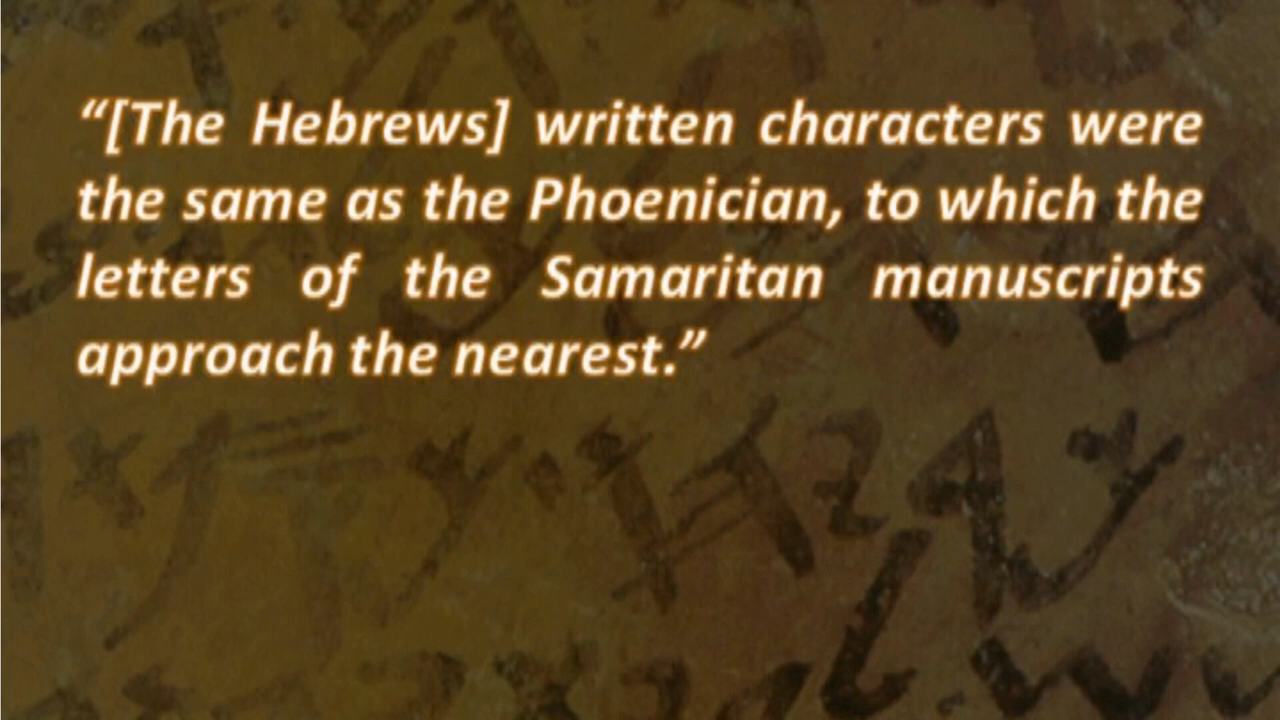 “[The Hebrews] written characters were
the same as the Phoenician, to which the
letters of the Samaritan manuscripts
approach the nearest.”